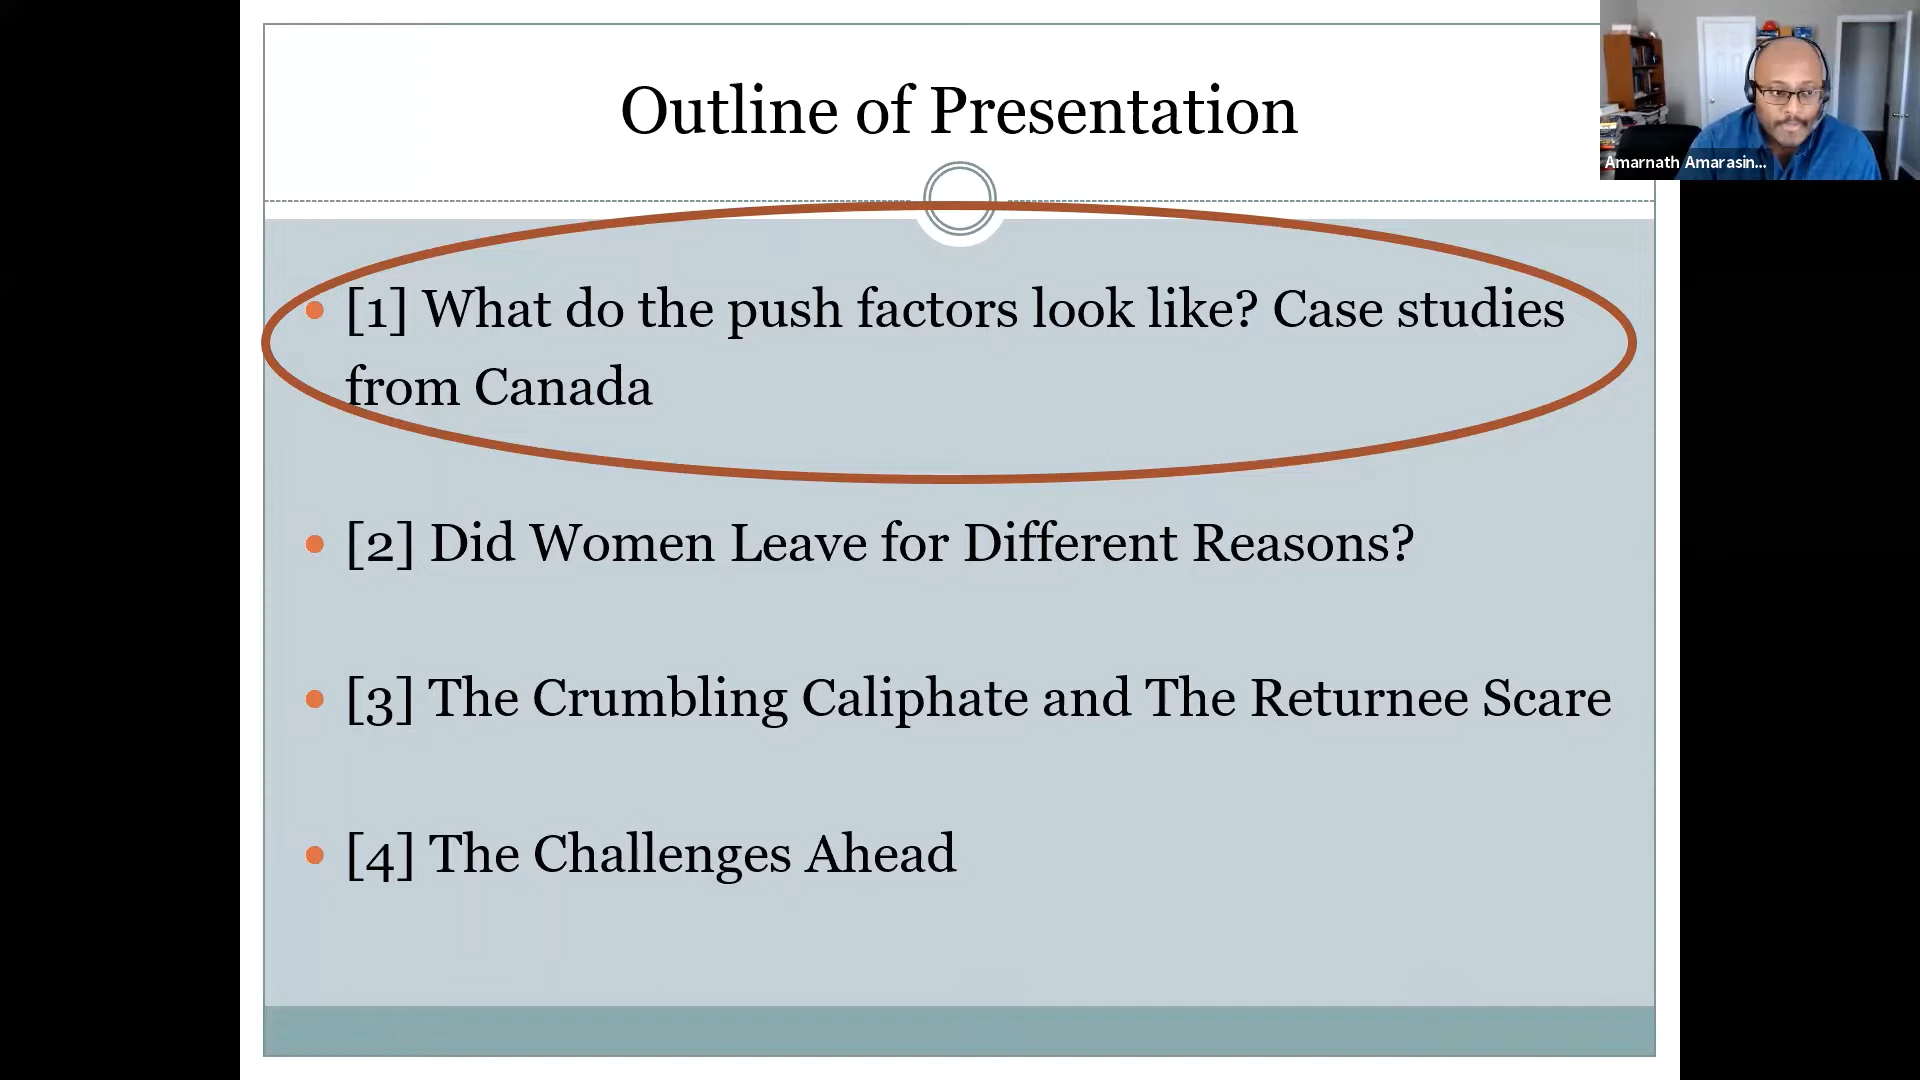 Outline of Presentation
Amarnath Amarasin...
• [1] What do the push factors look like? Case studies
from Canada
• [2] Did Women Leave for Different Reasons?
• [3] The Crumbling Caliphate and The Returnee Scare
• [4] The Challenges Ahead